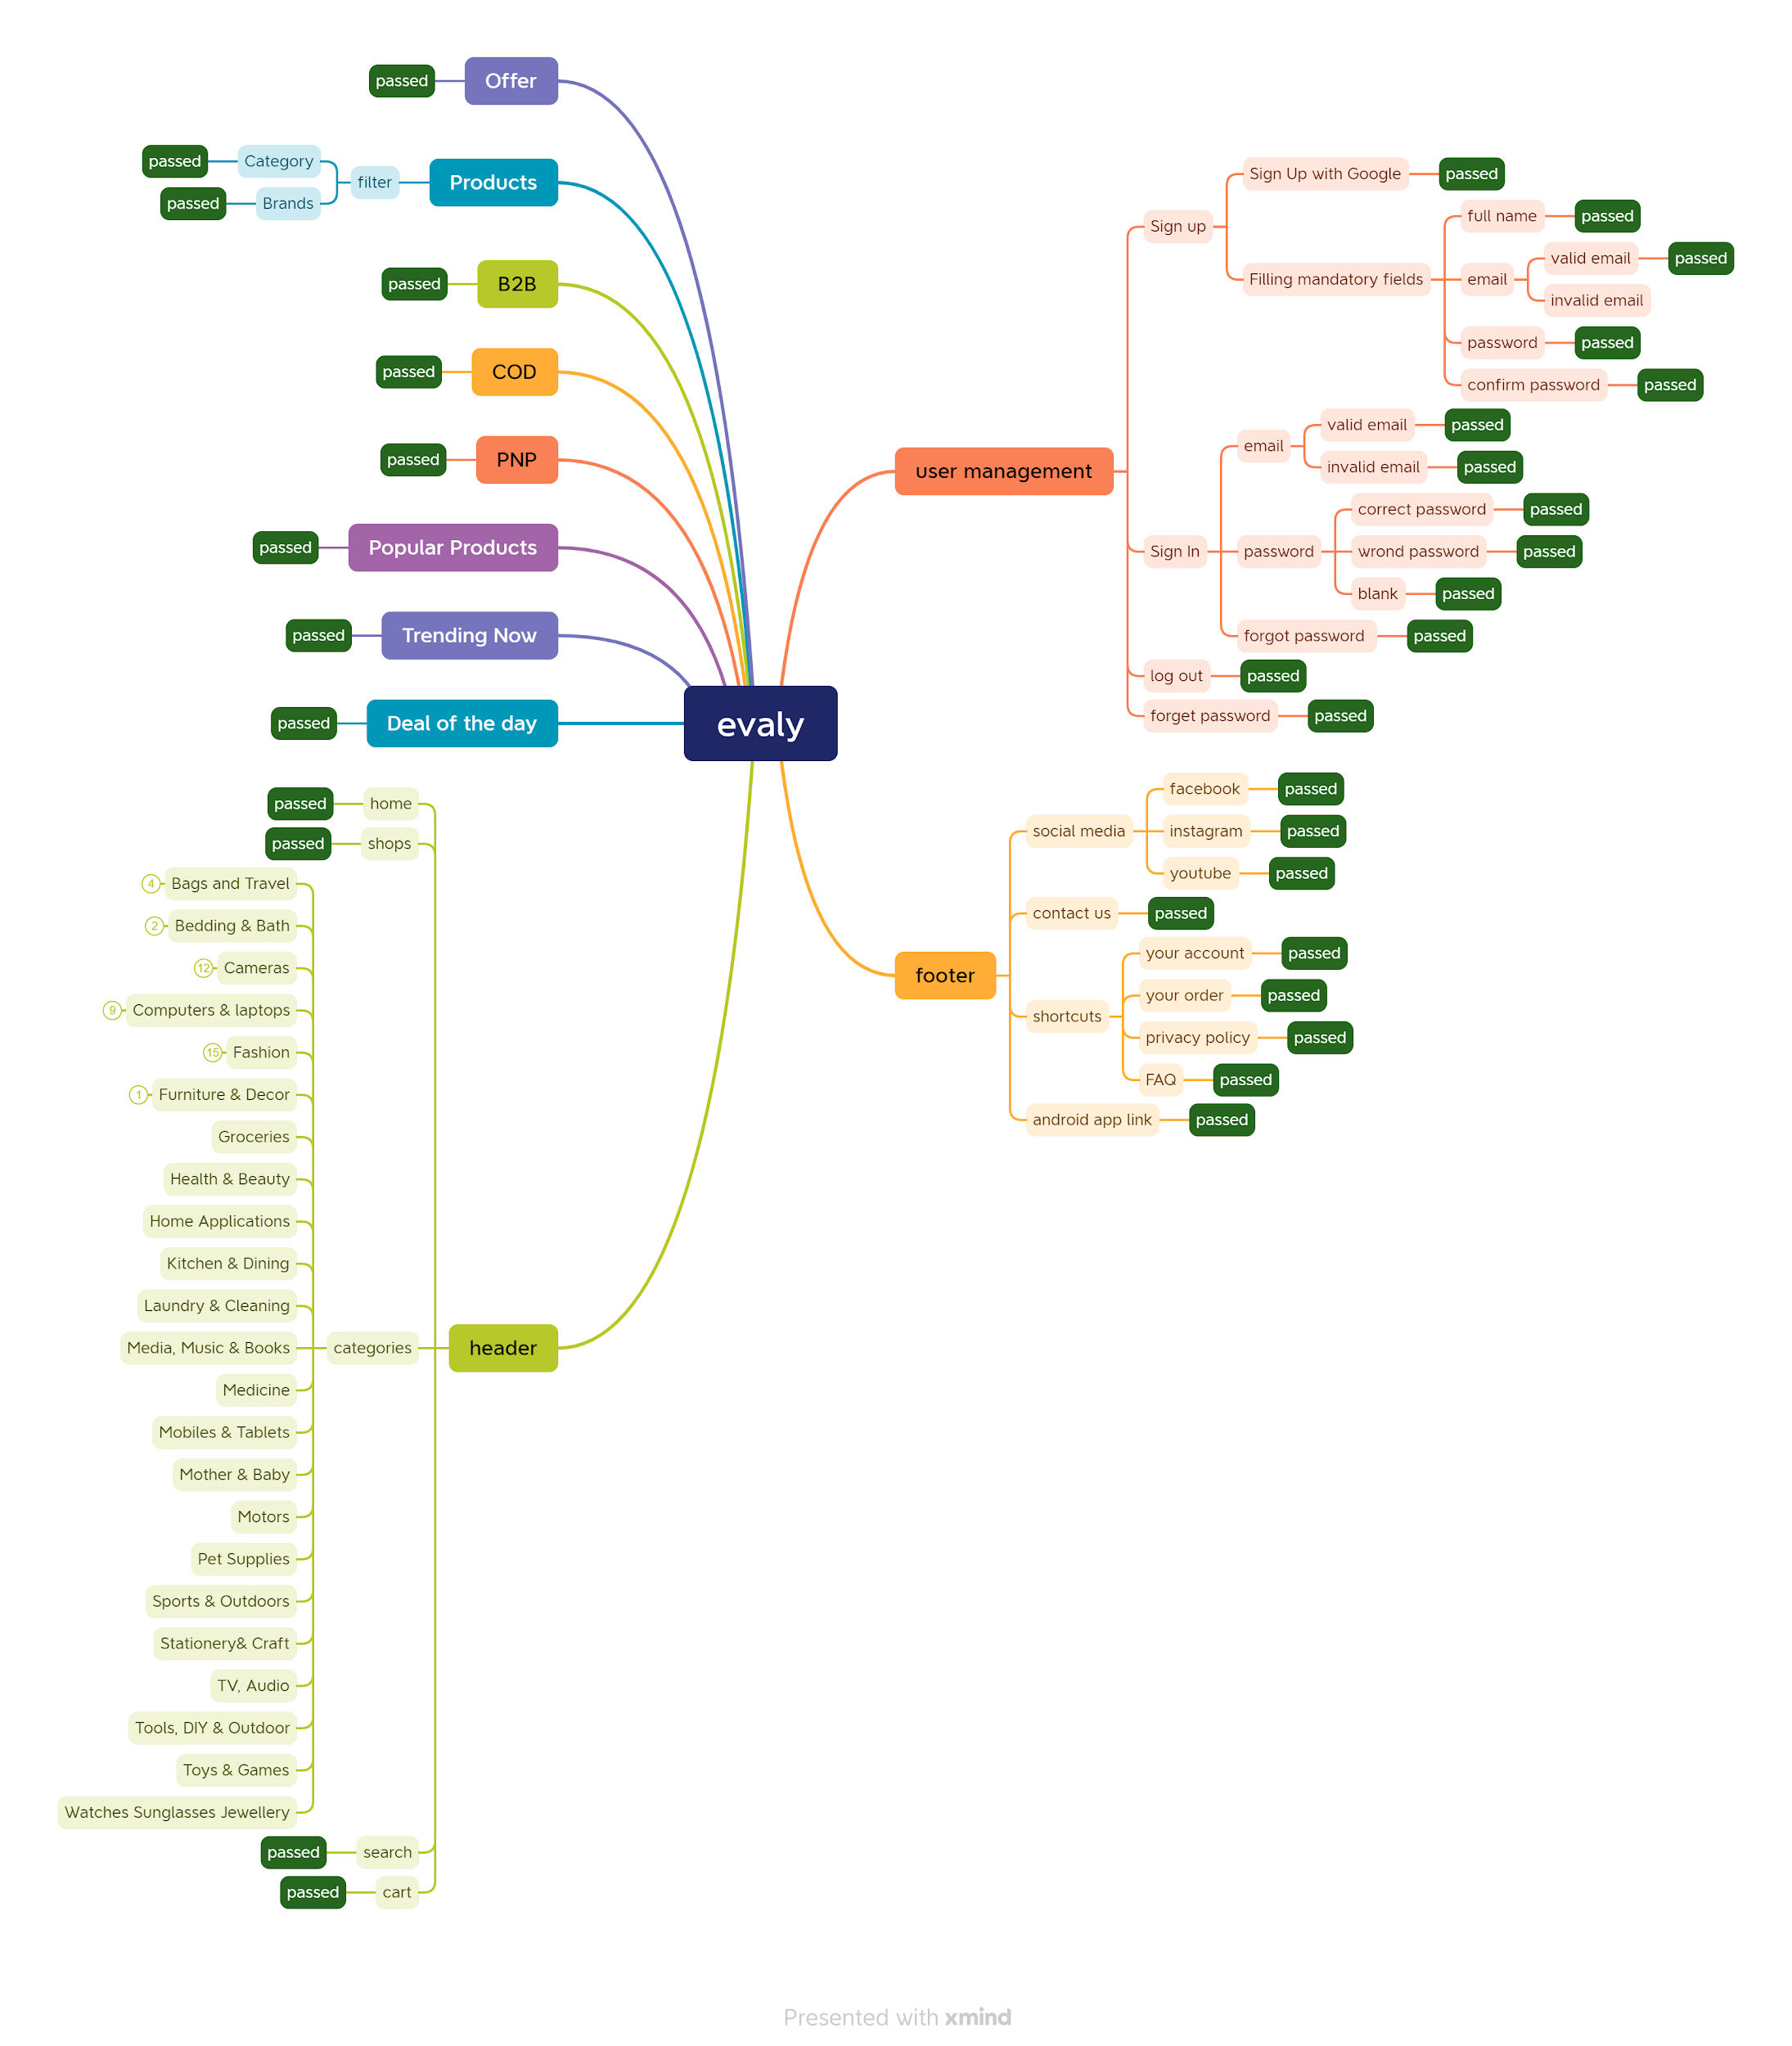 evaly
user management
Sign up
Sign Up with Google
passed
Filling mandatory fields
full name
passed
email
valid email
passed
invalid email
password
passed
confirm password
passed
Sign In
email
valid email
passed
invalid email
passed
password
correct password
passed
wrond password
passed
blank
passed
forgot password
passed
log out
passed
forget password
passed
footer
social media
facebook
passed
instagram
passed
youtube
passed
contact us
passed
shortcuts
your account
passed
your order
passed
privacy policy
passed
FAQ
passed
android app link
passed
Offer
passed
Products
filter
Category
passed
Brands
passed
B2B
passed
COD
passed
PNP
passed
Popular Products
passed
Trending Now
passed
Deal of the day
passed
header
home
passed
shops
passed
categories
Bags and Travel
4
Bedding & Bath
2
Cameras
12
Computers & laptops
9
Fashion
15
Furniture & Decor
1
Groceries
Health & Beauty
Home Applications
Kitchen & Dining
Laundry & Cleaning
Media, Music & Books
Medicine
Mobiles & Tablets
Mother & Baby
Motors
Pet Supplies
Sports & Outdoors
Stationery& Craft
TV, Audio
Tools, DIY & Outdoor
Toys & Games
Watches Sunglasses Jewellery
search
passed
cart
passed
Presented with xmind